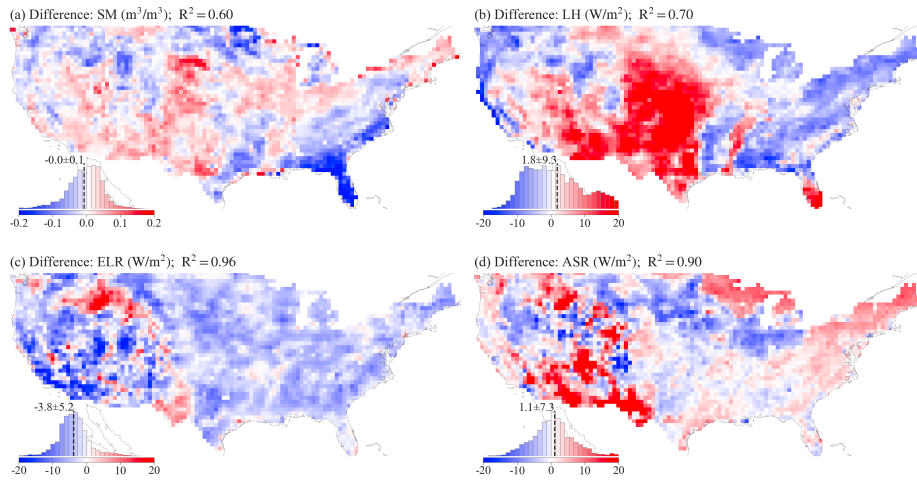 (a) Difference: SM (m³/m³); R² = 0.60
-0.0±0.1
-0.2 -0.1 0.0 0.1 0.2
(b) Difference: LH (W/m²); R² = 0.70
1.8±9.3
-20 -10 0 10 20
(c) Difference: ELR (W/m²); R² = 0.96
-3.8±5.2
-20 -10 0 10 20
(d) Difference: ASR (W/m²); R² = 0.90
1.1±7.3
-20 -10 0 10 20